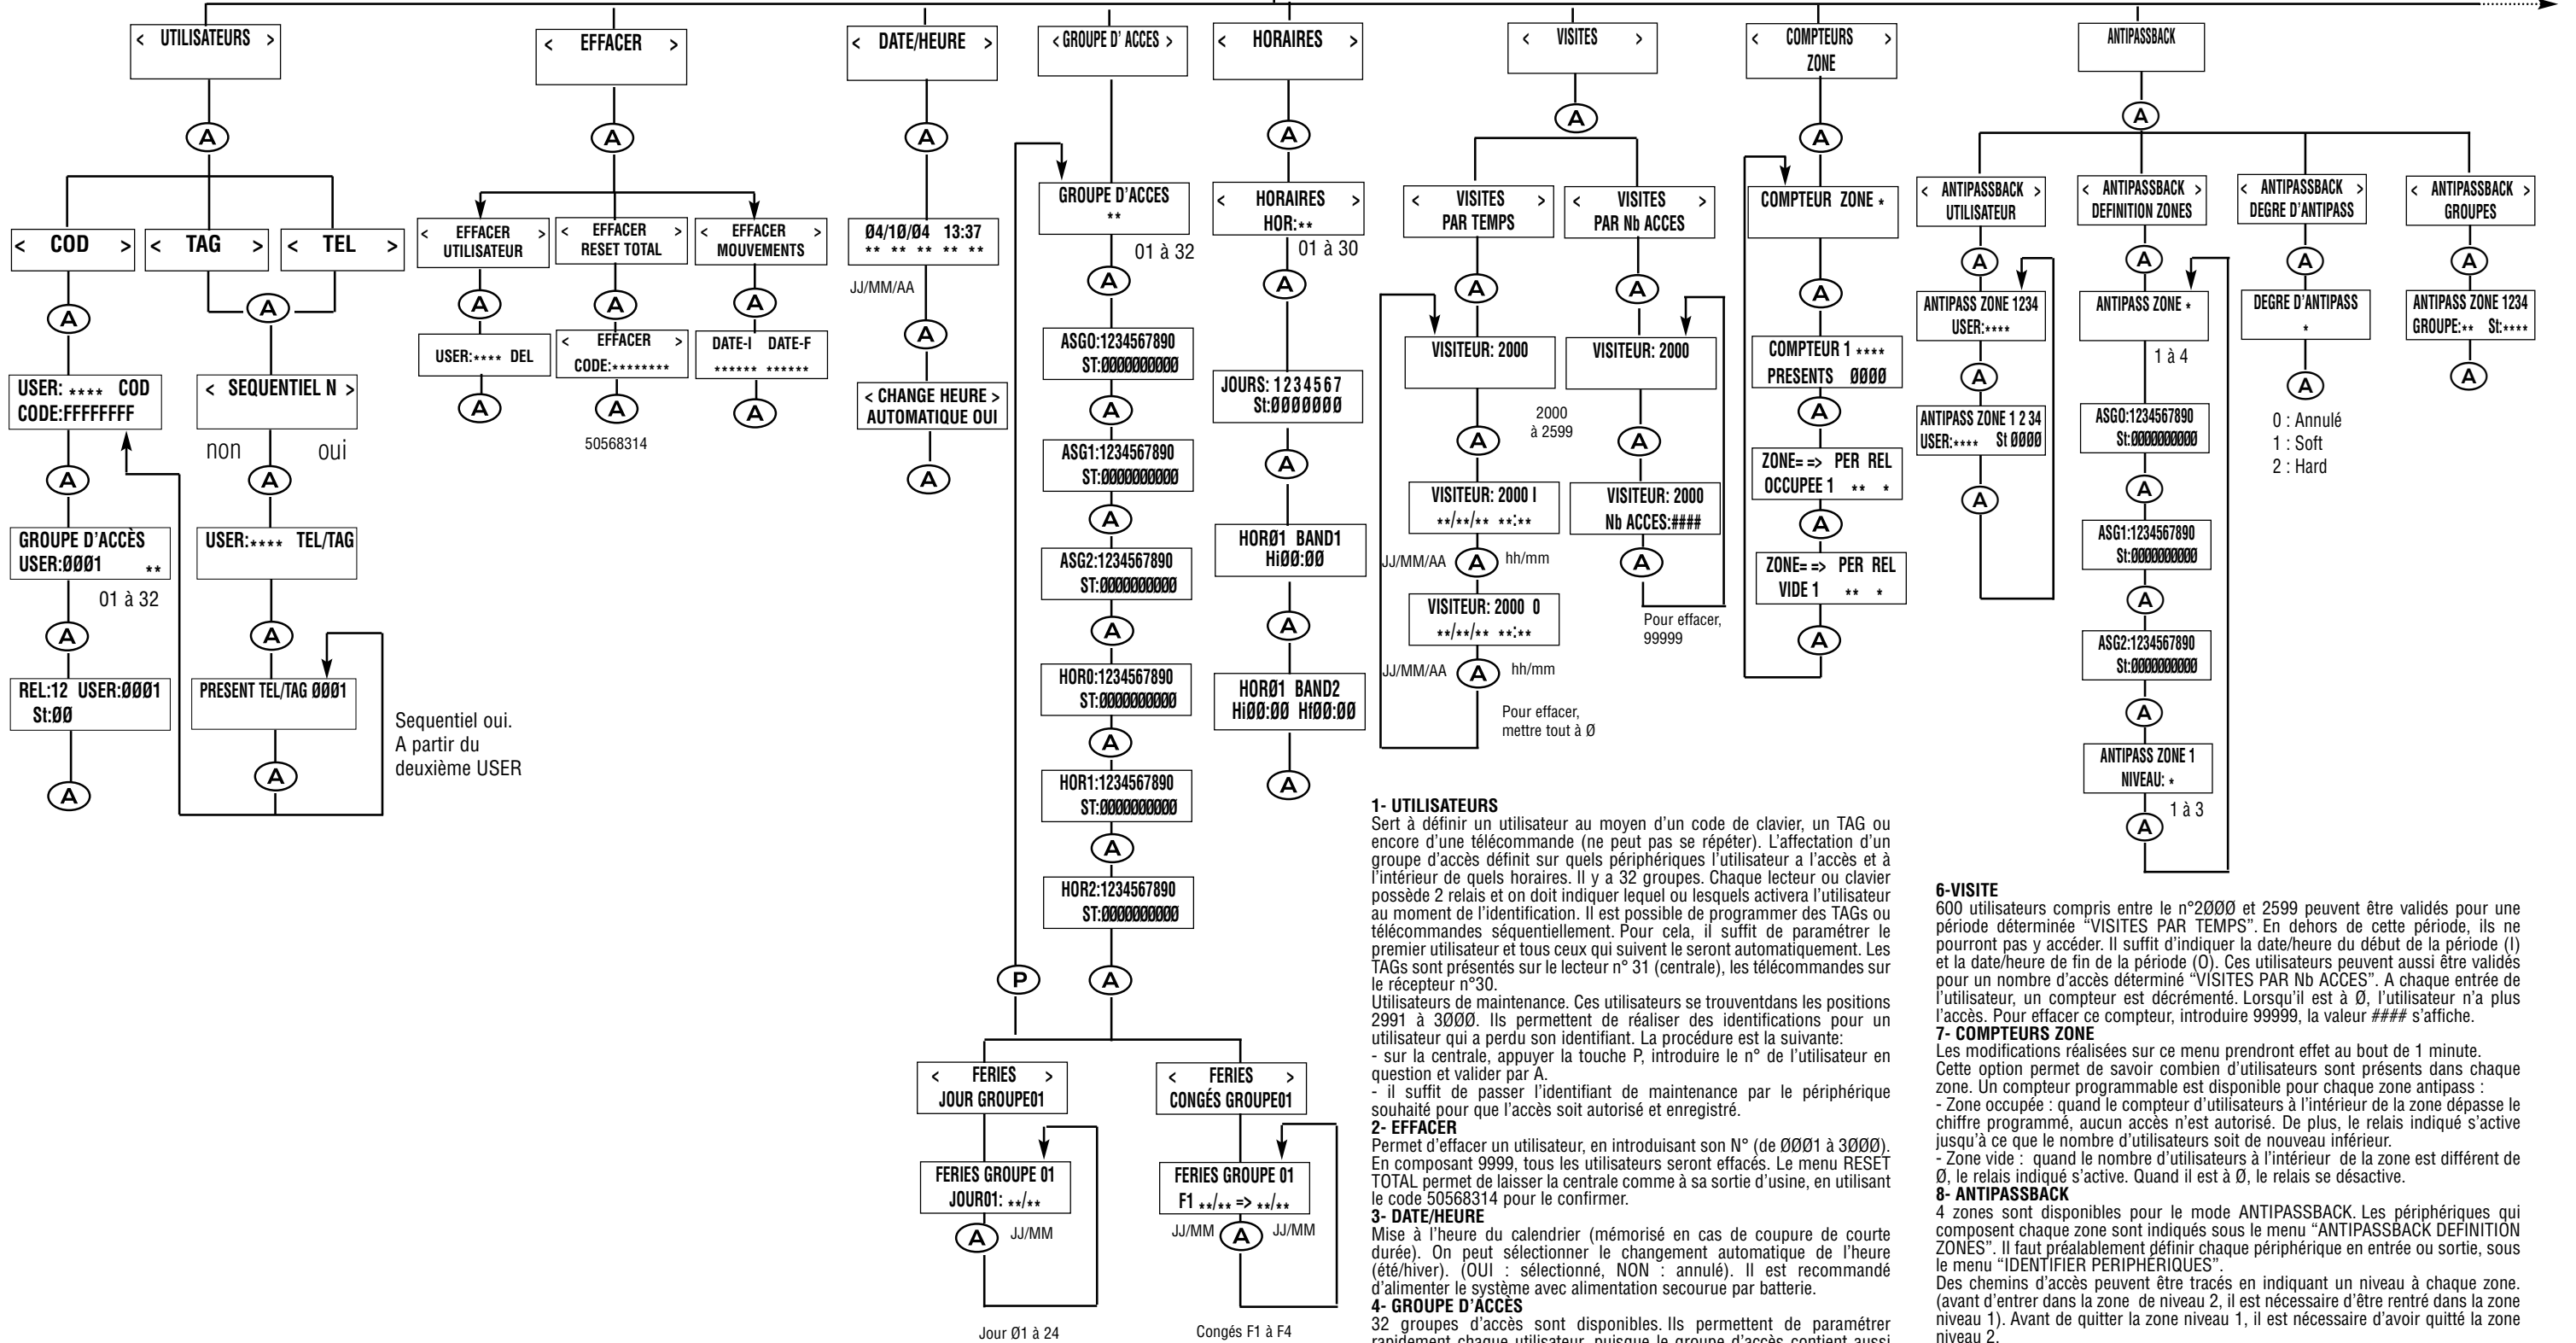 < UTILISATEURS >
< COD >
< TAG >
< TEL >
A
A
A
USER: **** COD
CODE:FFFFFFFF
< SEQUENTIEL N >
non
oui
A
A
GROUPE D'ACCÈS
USER:ØØØ1 **
01 à 32
USER:**** TEL/TAG
A
A
REL:12 USER:ØØØ1
St:ØØ
PRESENT TEL/TAG ØØØ1
A
A
Sequentiel oui.
A partir du
deuxième USER
< EFFACER >
A
< EFFACER >
UTILISATEUR
A
USER:**** DEL
A
< EFFACER >
RESET TOTAL
A
< EFFACER >
CODE:********
A
50568314
< EFFACER >
MOUVEMENTS
A
DATE-I DATE-F
****** ******
A
< DATE/HEURE >
A
Ø4/1Ø/Ø4 13:37
** ** ** ** **
JJ/MM/AA
A
< CHANGE HEURE >
AUTOMATIQUE OUI
A
< GROUPE D' ACCES >
GROUPE D'ACCES
**
01 à 32
A
ASGO:1234567890
ST:ØØØØØØØØØØ
A
ASG1:1234567890
ST:ØØØØØØØØØØ
A
ASG2:1234567890
ST:ØØØØØØØØØØ
A
HOR0:1234567890
ST:ØØØØØØØØØØ
A
HOR1:1234567890
ST:ØØØØØØØØØØ
A
HOR2:1234567890
ST:ØØØØØØØØØØ
P
A
< FERIES >
JOUR GROUPE01
FERIES GROUPE 01
JOUR01: **/**
A
JJ/MM
Jour Ø1 à 24
< FERIES >
CONGÉS GROUPE01
FERIES GROUPE 01
F1 **/** => **/**
JJ/MM
A
JJ/MM
Congés F1 à F4
< HORAIRES >
A
< HORAIRES >
HOR:**
01 à 30
A
JOURS: 1 2 3 4 5 6 7
St:ØØØØØØØ
A
HORØ1 BAND1
HiØØ:ØØ
A
HORØ1 BAND2
HiØØ:ØØ HfØØ:ØØ
A
< VISITES >
A
< VISITES >
PAR TEMPS
A
VISITEUR: 2000
A
VISITEUR: 2000 I
**/**/** **:**
JJ/MM/AA
A
hh/mm
VISITEUR: 2000 0
**/**/** **:**
JJ/MM/AA
A
hh/mm
Pour effacer,
mettre tout à Ø
< VISITES >
PAR Nb ACCES
A
VISITEUR: 2000
2000
à 2599
A
VISITEUR: 2000
Nb ACCES:####
A
Pour effacer,
99999
< COMPTEURS >
ZONE
A
COMPTEUR ZONE *
A
COMPTEUR 1 ****
PRESENTS ØØØØ
A
ZONE= => PER REL
OCCUPEE 1 ** *
A
ZONE= => PER REL
VIDE 1 ** *
A
ANTIPASSBACK
A
< ANTIPASSBACK >
UTILISATEUR
A
ANTIPASS ZONE 1234
USER:****
A
ANTIPASS ZONE 1 2 34
USER:**** St ØØØØ
A
< ANTIPASSBACK >
DEFINITION ZONES
A
ANTIPASS ZONE *
1 à 4
ASGO:1234567890
St:ØØØØØØØØØØ
A
ASG1:1234567890
St:ØØØØØØØØØØ
A
ASG2:1234567890
St:ØØØØØØØØØØ
A
ANTIPASS ZONE 1
NIVEAU: *
1 à 3
A
< ANTIPASSBACK >
DEGRE D'ANTIPASS
A
DEGRE D'ANTIPASS
*
A
0 : Annulé
1 : Soft
2 : Hard
< ANTIPASSBACK >
GROUPES
A
ANTIPASS ZONE 1234
GROUPE:** St:****
A
1- UTILISATEURS
Sert à définir un utilisateur au moyen d'un code de clavier, un TAG ou
encore d'une télécommande (ne peut pas se répéter). L'affectation d'un
groupe d'accès définit sur quels périphériques l'utilisateur a l'accès et à
l'intérieur de quels horaires. Il y a 32 groupes. Chaque lecteur ou clavier
possède 2 relais et on doit indiquer lequel ou lesquels activera l'utilisateur
au moment de l'identification. Il est possible de programmer des TAGs ou
télécommandes séquentiellement. Pour cela, il suffit de paramétrer le
premier utilisateur et tous ceux qui suivent le seront automatiquement. Les
TAGs sont présentés sur le lecteur n° 31 (centrale), les télécommandes sur
le récepteur n°30.
Utilisateurs de maintenance. Ces utilisateurs se trouventdans les positions
2991 à 3ØØØ. Ils permettent de réaliser des identifications pour un
utilisateur qui a perdu son identifiant. La procédure est la suivante:
- sur la centrale, appuyer la touche P, introduire le n° de l'utilisateur en
question et valider par A.
- il suffit de passer l'identifiant de maintenance par le périphérique
souhaité pour que l'accès soit autorisé et enregistré.
2- EFFACER
Permet d'effacer un utilisateur, en introduisant son N° (de ØØØ1 à 3ØØØ).
En composant 9999, tous les utilisateurs seront effacés. Le menu RESET
TOTAL permet de laisser la centrale comme à sa sortie d'usine, en utilisant
le code 50568314 pour le confirmer.
3- DATE/HEURE
Mise à l'heure du calendrier (mémorisé en cas de coupure de courte
durée). On peut sélectionner le changement automatique de l'heure
(été/hiver). (OUI : sélectionné, NON : annulé). Il est recommandé
d'alimenter le système avec alimentation secourue par batterie.
4- GROUPE D'ACCÈS
32 groupes d'accès sont disponibles. Ils permettent de paramétrer
rapidement chaque utilisateur, puisque le groupe d'accès contient aussi
6-VISITE
600 utilisateurs compris entre le n°2ØØØ et 2599 peuvent être validés pour une
période déterminée “VISITES PAR TEMPS”. En dehors de cette période, ils ne
pourront pas y accéder. Il suffit d'indiquer la date/heure du début de la période (I)
et la date/heure de fin de la période (O). Ces utilisateurs peuvent aussi être validés
pour un nombre d'accès déterminé “VISITES PAR Nb ACCES”. A chaque entrée de
l'utilisateur, un compteur est décrémenté. Lorsqu'il est à Ø, l'utilisateur n'a plus
l'accès. Pour effacer ce compteur, introduire 99999, la valeur #### s'affiche.
7- COMPTEURS ZONE
Les modifications réalisées sur ce menu prendront effet au bout de 1 minute.
Cette option permet de savoir combien d'utilisateurs sont présents dans chaque
zone. Un compteur programmable est disponible pour chaque zone antipass :
- Zone occupée : quand le compteur d'utilisateurs à l'intérieur de la zone dépasse le
chiffre programmé, aucun accès n'est autorisé. De plus, le relais indiqué s'active
jusqu'à ce que le nombre d'utilisateurs soit de nouveau inférieur.
- Zone vide : quand le nombre d'utilisateurs à l'intérieur de la zone est différent de
Ø, le relais indiqué s'active. Quand il est à Ø, le relais se désactive.
8- ANTIPASSBACK
4 zones sont disponibles pour le mode ANTIPASSBACK. Les périphériques qui
composent chaque zone sont indiqués sous le menu “ANTIPASSBACK DEFINITION
ZONES”. Il faut préalablement définir chaque périphérique en entrée ou sortie, sous
le menu “IDENTIFIER PERIPHÉRIQUES”.
Des chemins d'accès peuvent être tracés en indiquant un niveau à chaque zone.
(avant d'entrer dans la zone de niveau 2, il est nécessaire d'être rentré dans la zone
niveau 1). Avant de quitter la zone niveau 1, il est nécessaire d'avoir quitté la zone
niveau 2.